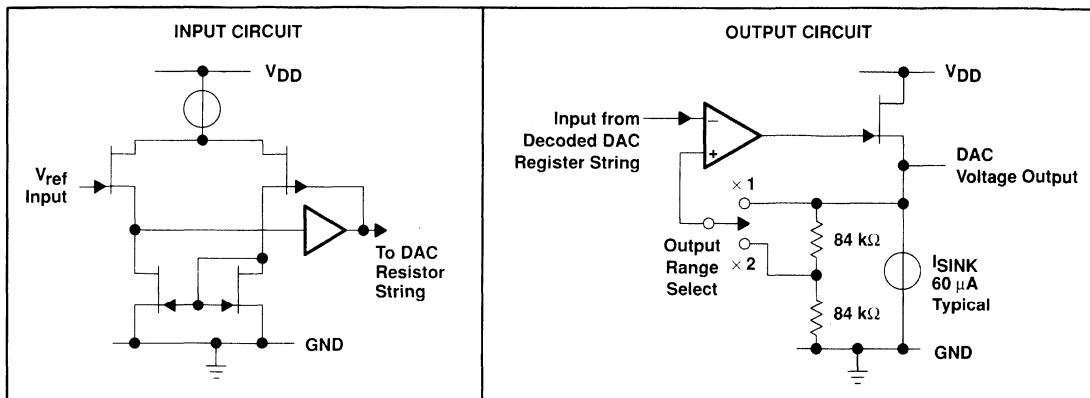 INPUT CIRCUIT
VDD
Vref
Input
To DAC
Resistor
String
GND
OUTPUT CIRCUIT
VDD
Input from
Decoded DAC
Register String
−
+
DAC
Voltage Output
× 1
Output
Range
Select
× 2
84 kΩ
84 kΩ
ISINK
60 µA
Typical
GND